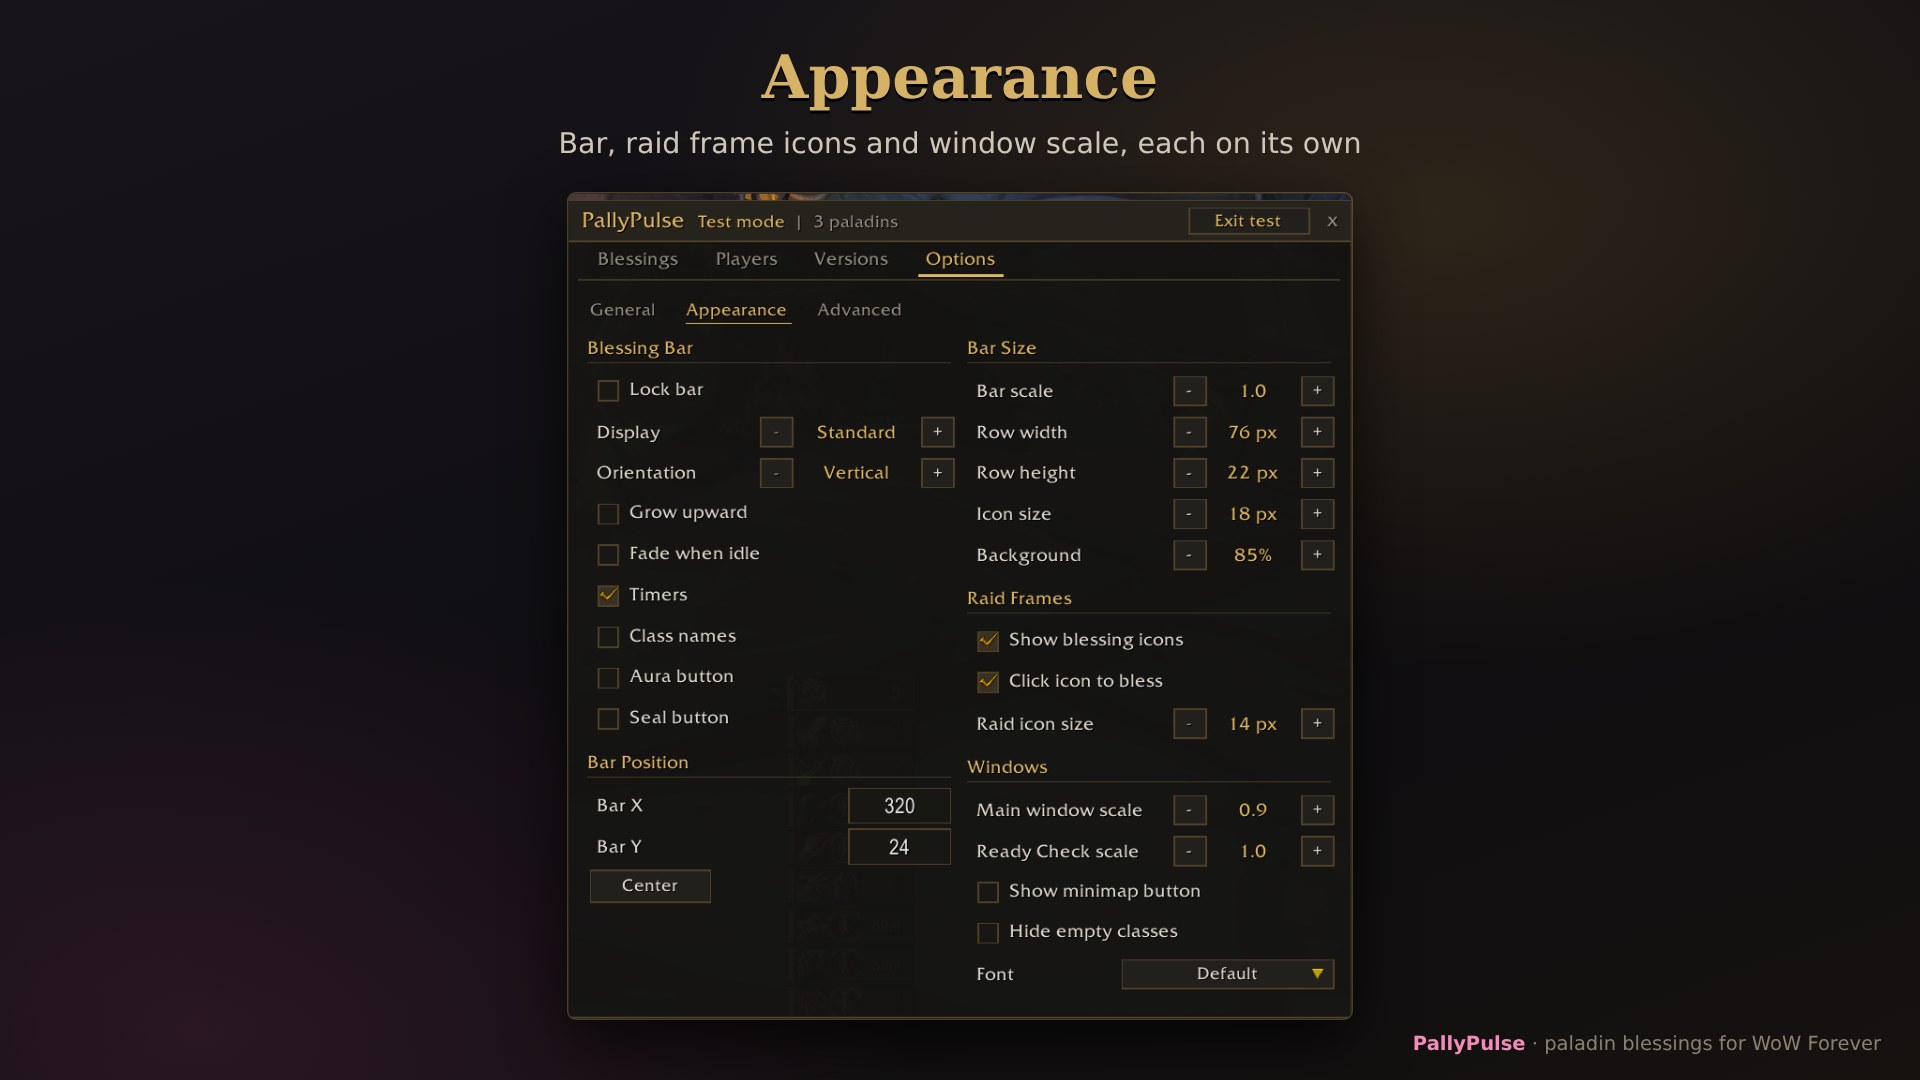 Appearance
Bar, raid frame icons and window scale, each on its own
PallyPulse Test mode | 3 paladins Exit test x
Blessings Players Versions Options
General Appearance Advanced
Blessing Bar
Lock bar
Display - Standard +
Orientation - Vertical +
Grow upward
Fade when idle
Timers
Class names
Aura button
Seal button
Bar Position
Bar X 320
Bar Y 24
Center
Bar Size
Bar scale - 1.0 +
Row width - 76 px +
Row height - 22 px +
Icon size - 18 px +
Background - 85% +
Raid Frames
Show blessing icons
Click icon to bless
Raid icon size - 14 px +
Windows
Main window scale - 0.9 +
Ready Check scale - 1.0 +
Show minimap button
Hide empty classes
Font Default
PallyPulse · paladin blessings for WoW Forever